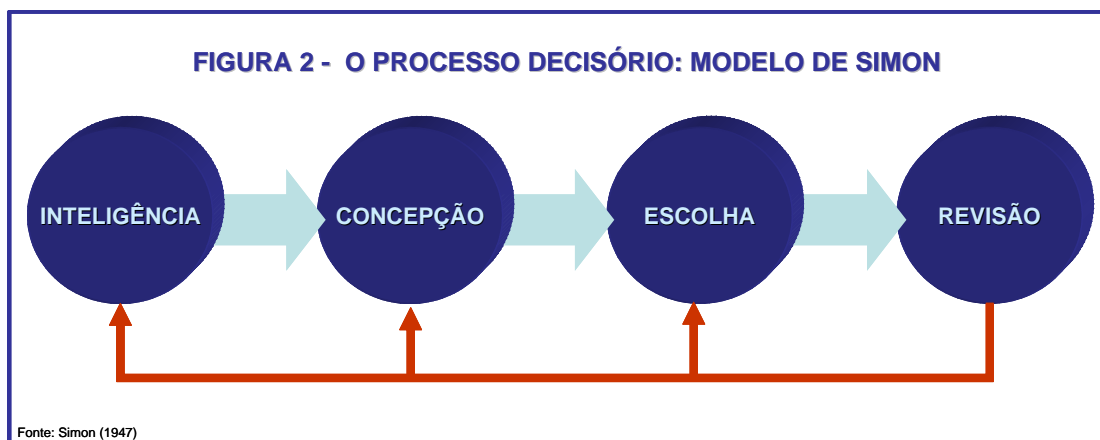 FIGURA 2 - O PROCESSO DECISÓRIO: MODELO DE SIMON
INTELIGÊNCIA
CONCEPÇÃO
ESCOLHA
REVISÃO
Fonte: Simon (1947)